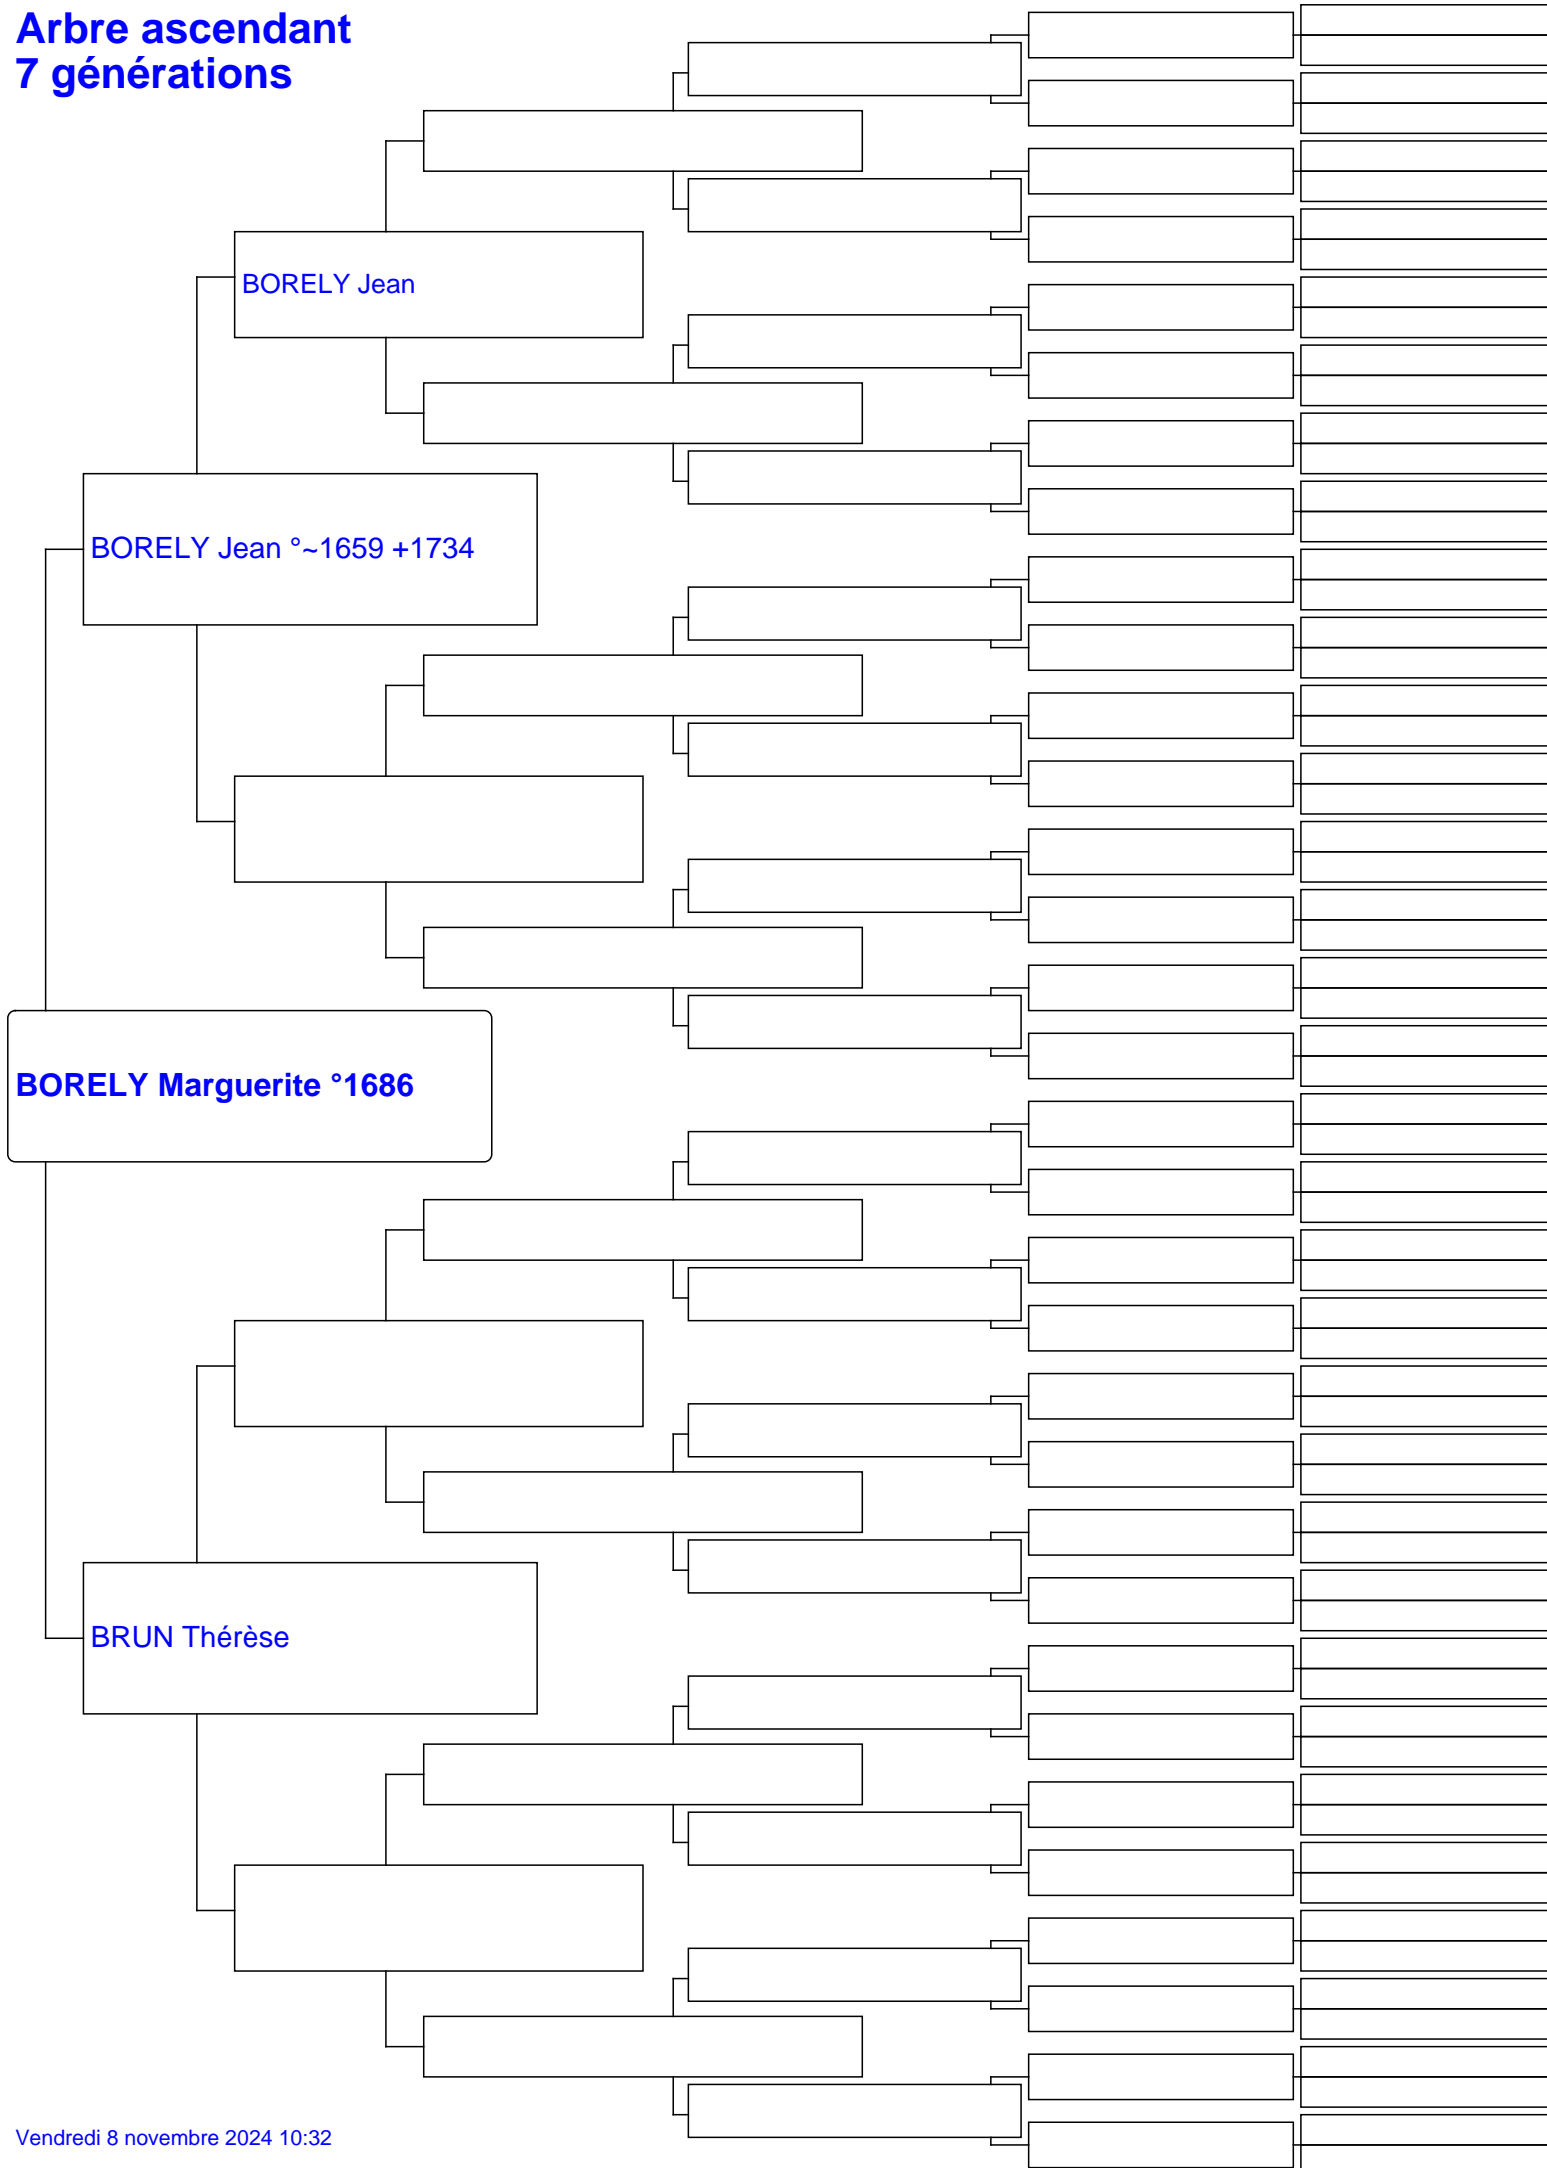 Arbre ascendant
7 générations
BORELY Jean
BORELY Jean °~1659 +1734
BORELY Marguerite °1686
BRUN Thérèse
Vendredi 8 novembre 2024 10:32